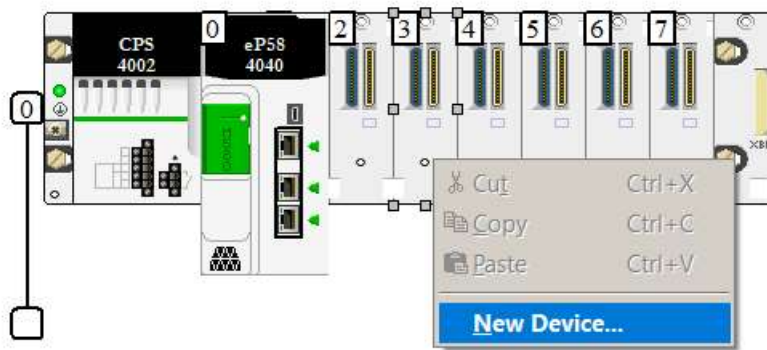 CPS
4002
0
eP58
4040
2
3
4
5
6
7
0
Cut Ctrl+X
Copy Ctrl+C
Paste Ctrl+V
New Device...